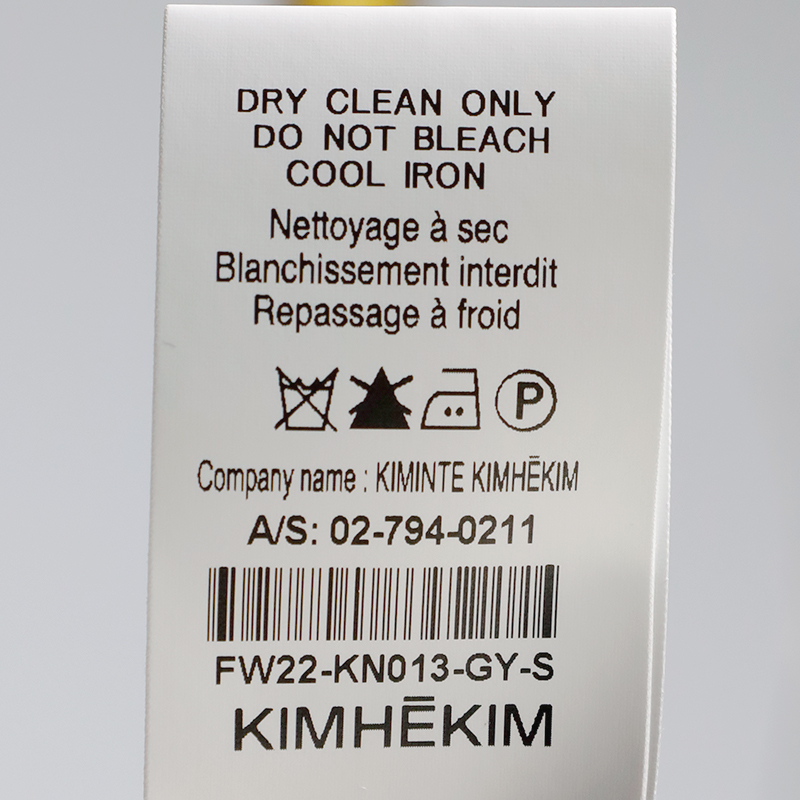 DRY CLEAN ONLY
DO NOT BLEACH
COOL IRON
Nettoyage à sec
Blanchissement interdit
Repassage à froid
P
Company name : KIMINTE KIMHĒKIM
A/S: 02-794-0211
FW22-KN013-GY-S
KIMHĒKIM